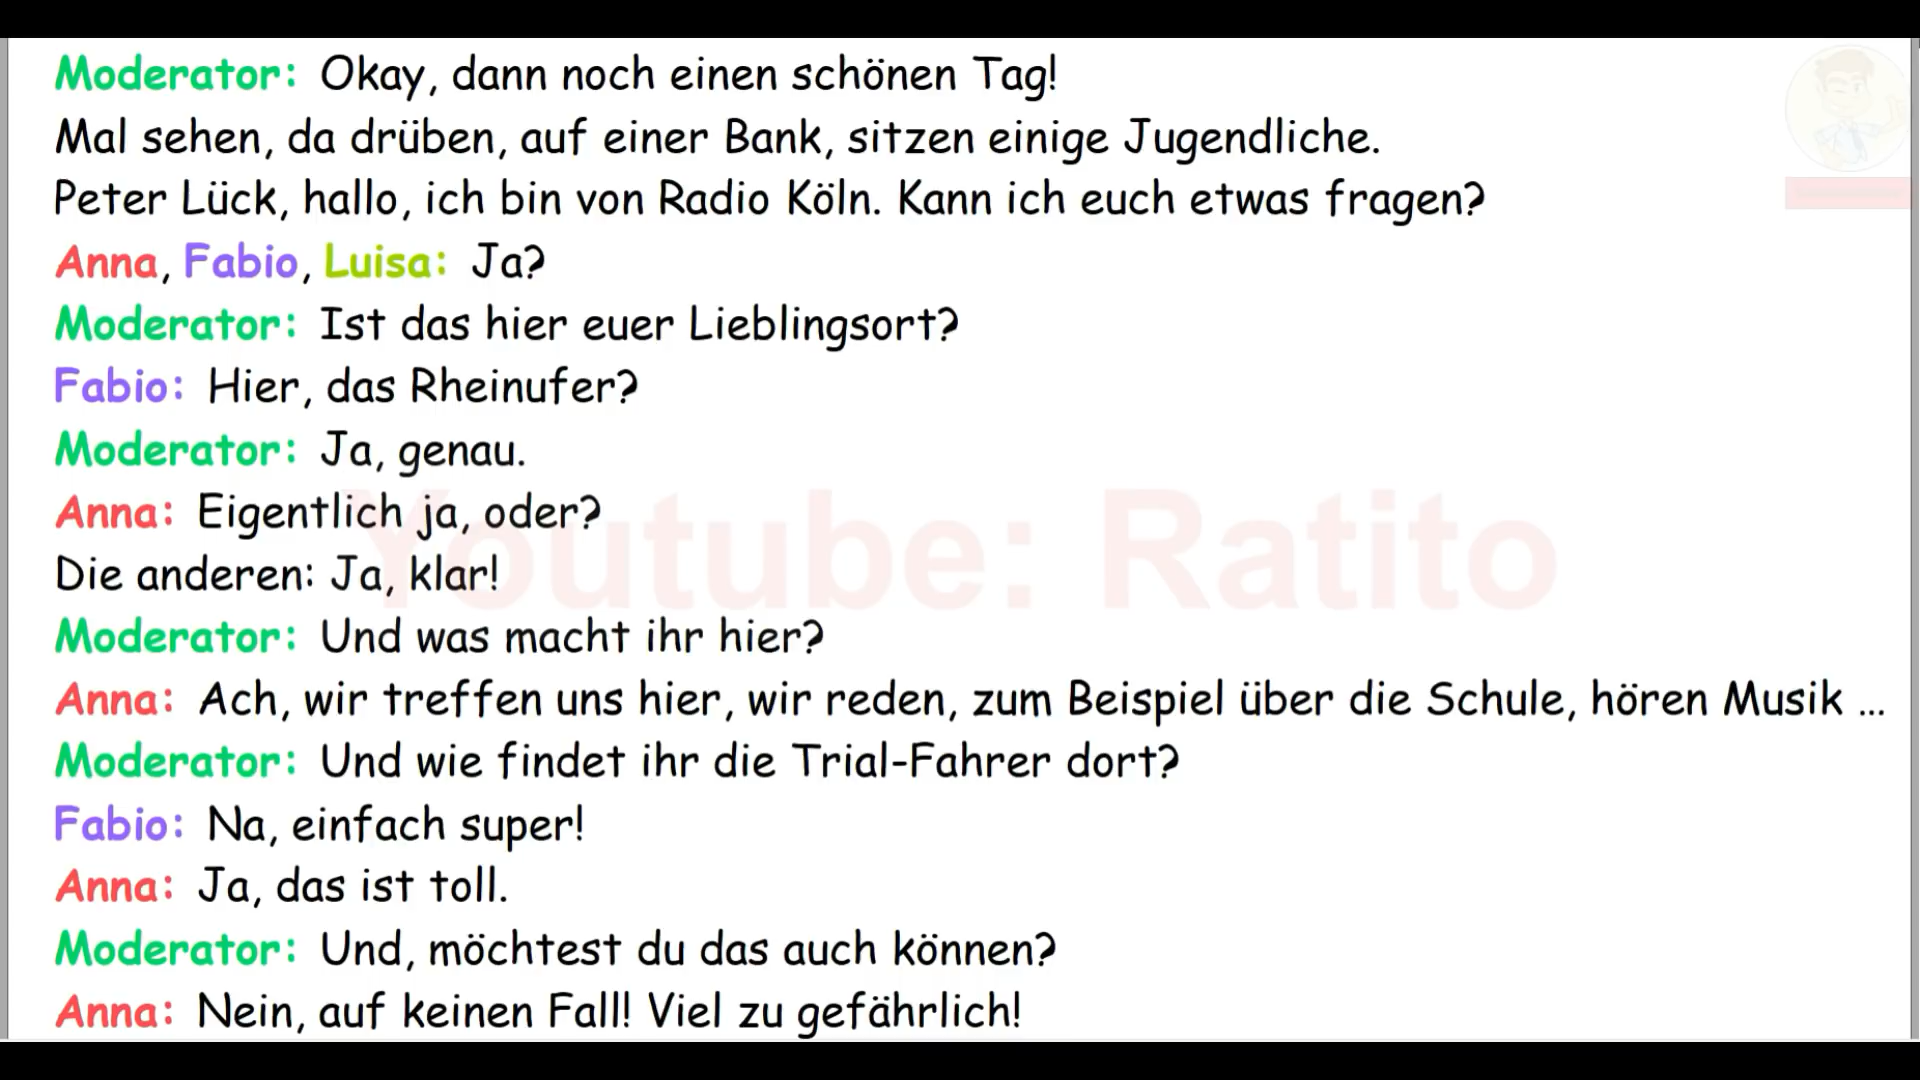 Moderator: Okay, dann noch einen schönen Tag!
Mal sehen, da drüben, auf einer Bank, sitzen einige Jugendliche.
Peter Lück, hallo, ich bin von Radio Köln. Kann ich euch etwas fragen?
Anna, Fabio, Luisa: Ja?
Moderator: Ist das hier euer Lieblingsort?
Fabio: Hier, das Rheinufer?
Moderator: Ja, genau.
Anna: Eigentlich ja, oder?
Youtube: Ratito
Die anderen: Ja, klar!
Moderator: Und was macht ihr hier?
Anna: Ach, wir treffen uns hier, wir reden, zum Beispiel über die Schule, hören Musik ...
Moderator: Und wie findet ihr die Trial-Fahrer dort?
Fabio: Na, einfach super!
Anna: Ja, das ist toll.
Moderator: Und, möchtest du das auch können?
Anna: Nein, auf keinen Fall! Viel zu gefährlich!